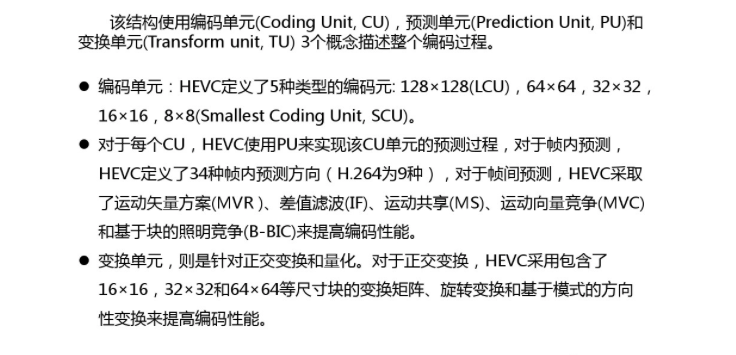 该结构使用编码单元(Coding Unit, CU)，预测单元(Prediction Unit, PU)和
变换单元(Transform unit, TU) 3个概念描述整个编码过程。
● 编码单元：HEVC定义了5种类型的编码元: 128×128(LCU)，64×64，32×32，
16×16，8×8(Smallest Coding Unit, SCU)。
● 对于每个CU，HEVC使用PU来实现该CU单元的预测过程，对于帧内预测，
HEVC定义了34种帧内预测方向（H.264为9种），对于帧间预测，HEVC采取
了运动矢量方案(MVR )、差值滤波(IF)、运动共享(MS)、运动向量竞争(MVC)
和基于块的照明竞争(B-BIC)来提高编码性能。
● 变换单元，则是针对正交变换和量化。对于正交变换，HEVC采用包含了
16×16，32×32和64×64等尺寸块的变换矩阵、旋转变换和基于模式的方向
性变换来提高编码性能。